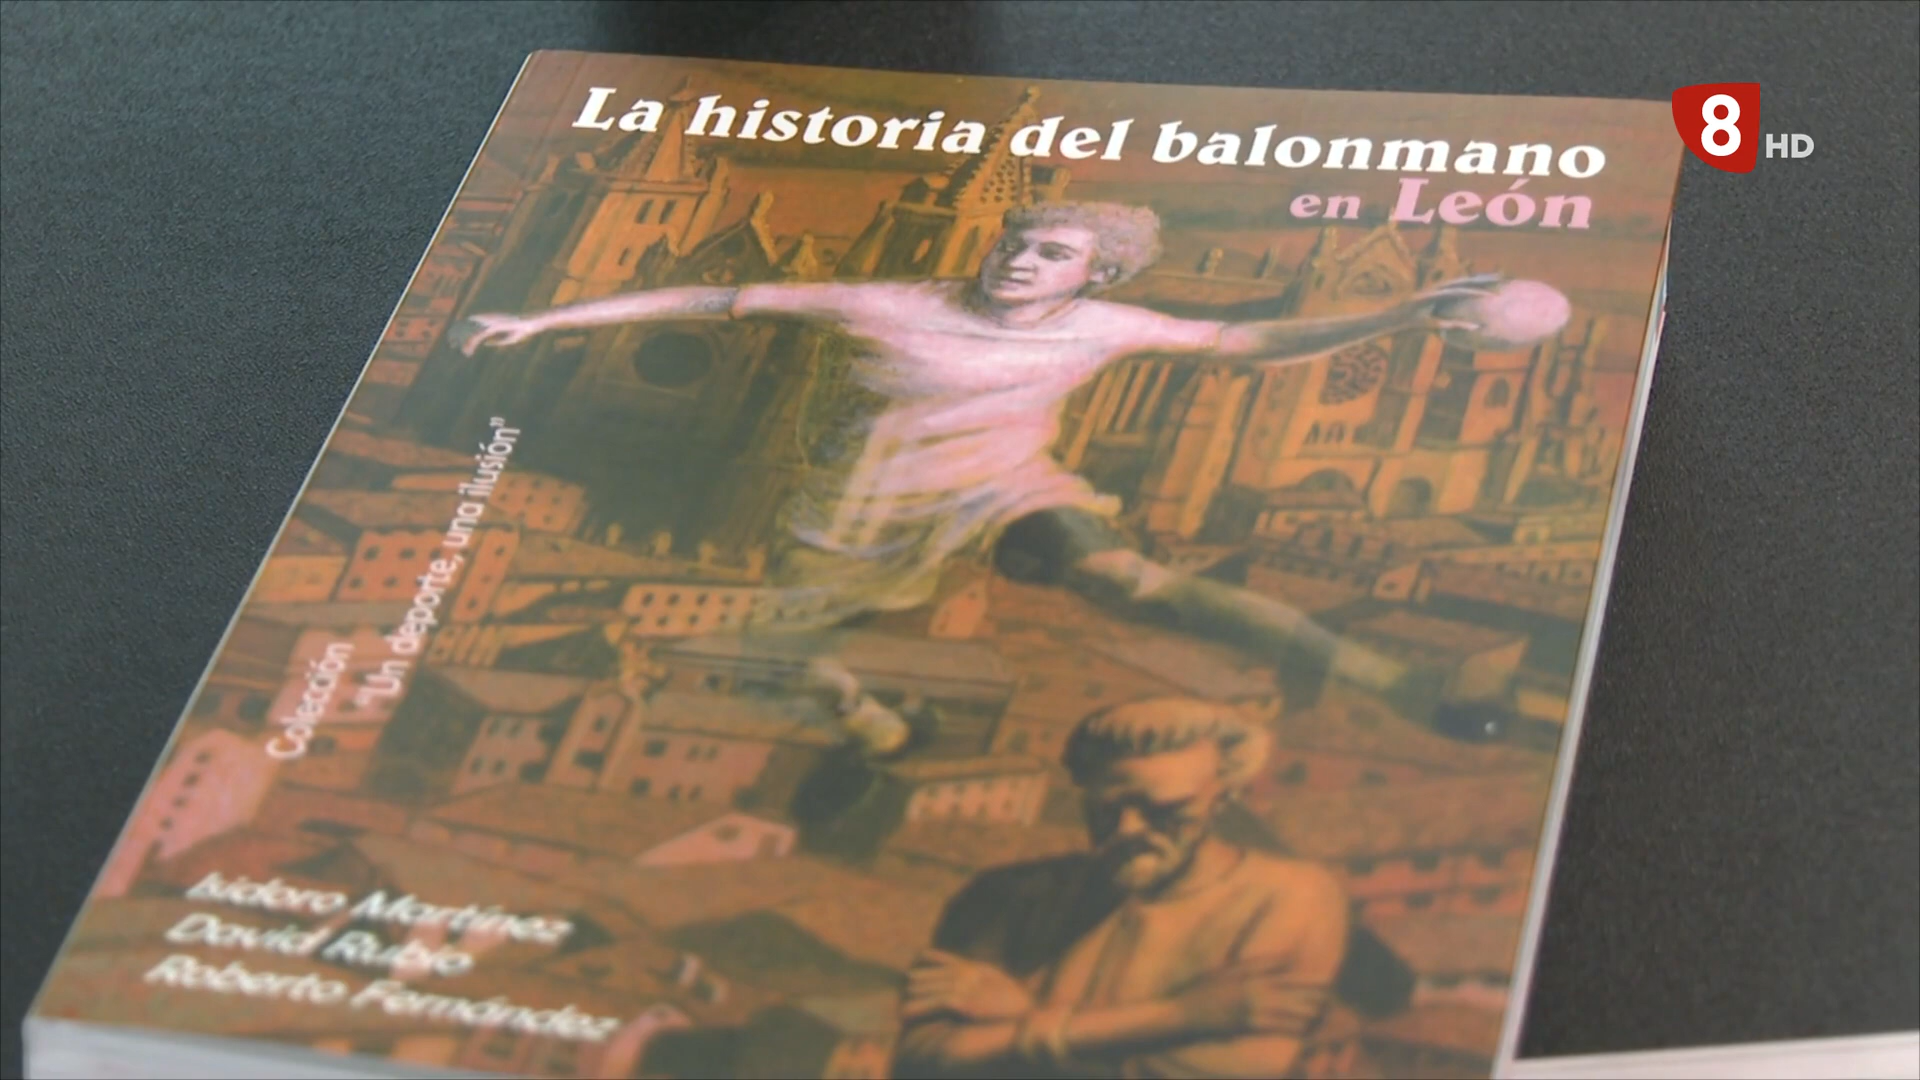 La historia del balonmano
en León
8 HD
Colección
"Un deporte, una ilusión"
Isidoro Martínez
David Rubio
Roberto Fernández